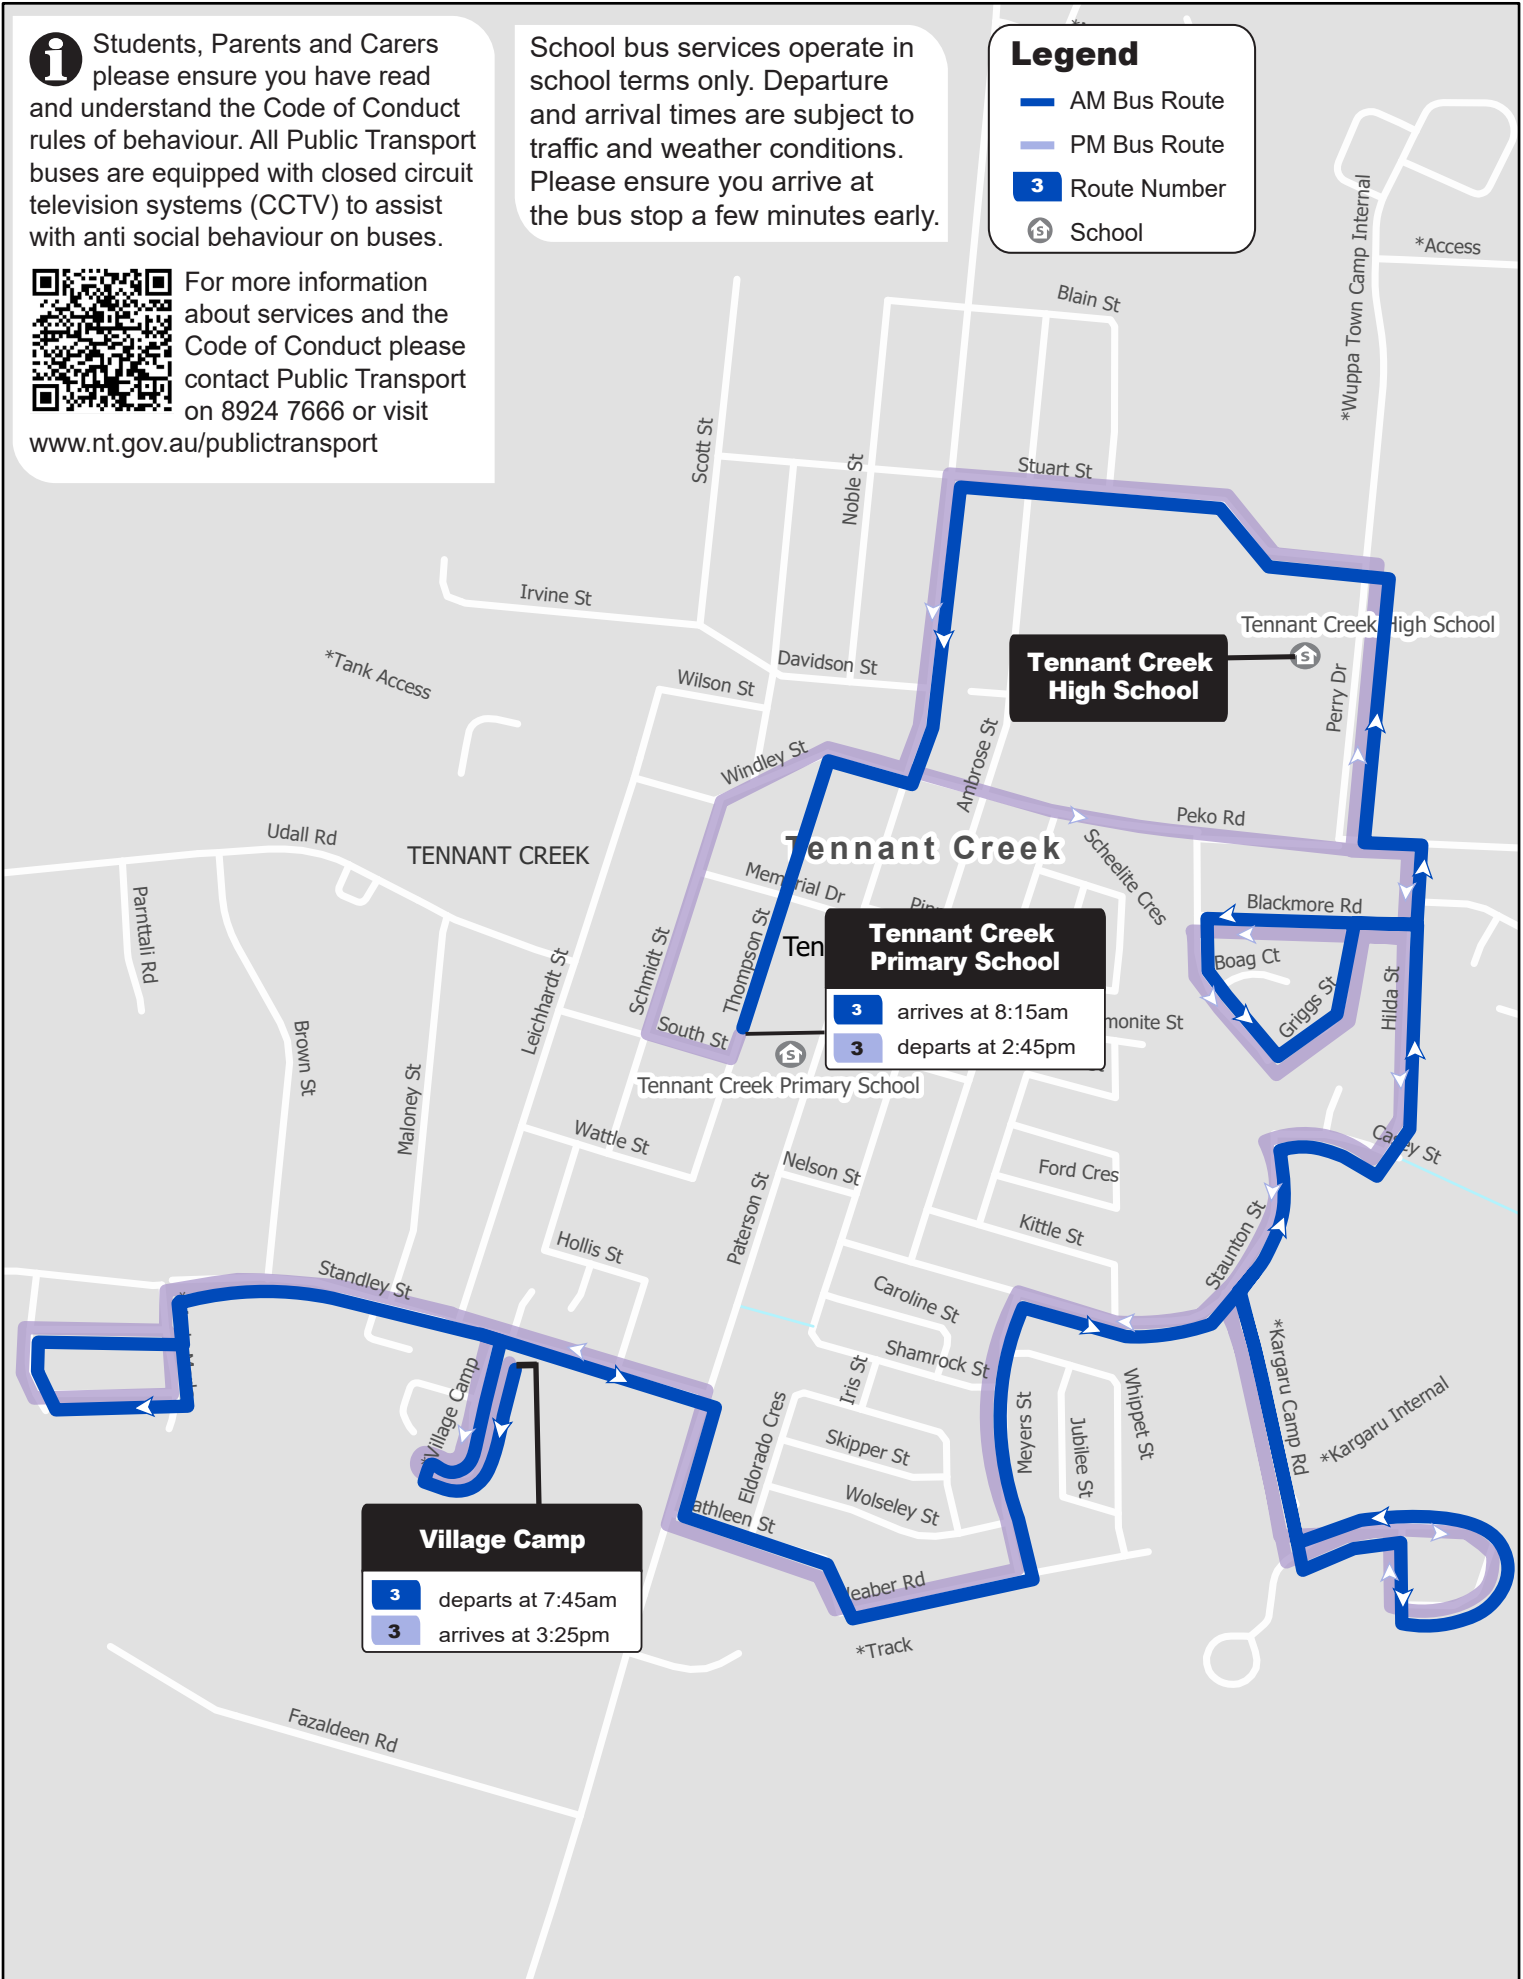 Students, Parents and Carers
please ensure you have read
and understand the Code of Conduct
rules of behaviour. All Public Transport
buses are equipped with closed circuit
television systems (CCTV) to assist
with anti social behaviour on buses.
For more information
about services and the
Code of Conduct please
contact Public Transport
on 8924 7666 or visit
www.nt.gov.au/publictransport
School bus services operate in
school terms only. Departure
and arrival times are subject to
traffic and weather conditions.
Please ensure you arrive at
the bus stop a few minutes early.
Legend
AM Bus Route
PM Bus Route
3 Route Number
S School
*Wuppa Town Camp Internal
*Access
Blain St
Scott St
Noble St
Stuart St
Irvine St
*Tank Access
Wilson St
Davidson St
Tennant Creek High School
S
Tennant Creek
High School
Perry Dr
Ambrose St
Windley St
Peko Rd
Udall Rd
TENNANT CREEK
Tennant Creek
Scheelite Cres
Memorial Dr
Parnttali Rd
Blackmore Rd
Boag Ct
Griggs St
Hilda St
Schmidt St
Thompson St
Ten
Tennant Creek
Primary School
3 arrives at 8:15am
3 departs at 2:45pm
monite St
Leichhardt St
South St
S
Tennant Creek Primary School
Brown St
Maloney St
Wattle St
Nelson St
Ford Cres
Casey St
Paterson St
Kittle St
Staunton St
Hollis St
Standley St
Caroline St
Shamrock St
Iris St
*Kargaru Camp Rd
*Kargaru Internal
*Village Camp
Eldorado Cres
Skipper St
Wolseley St
Meyers St
Jubilee St
Whippet St
athleen St
Village Camp
3 departs at 7:45am
3 arrives at 3:25pm
eaber Rd
*Track
Fazaldeen Rd